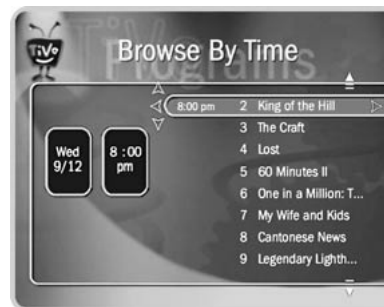 TiVo
Programs
Browse By Time
8:00 pm 2 King of the Hill
3 The Craft
Wed
9/12
8 :00
pm
4 Lost
5 60 Minutes II
6 One in a Million: T...
7 My Wife and Kids
8 Cantonese News
9 Legendary Lighth...